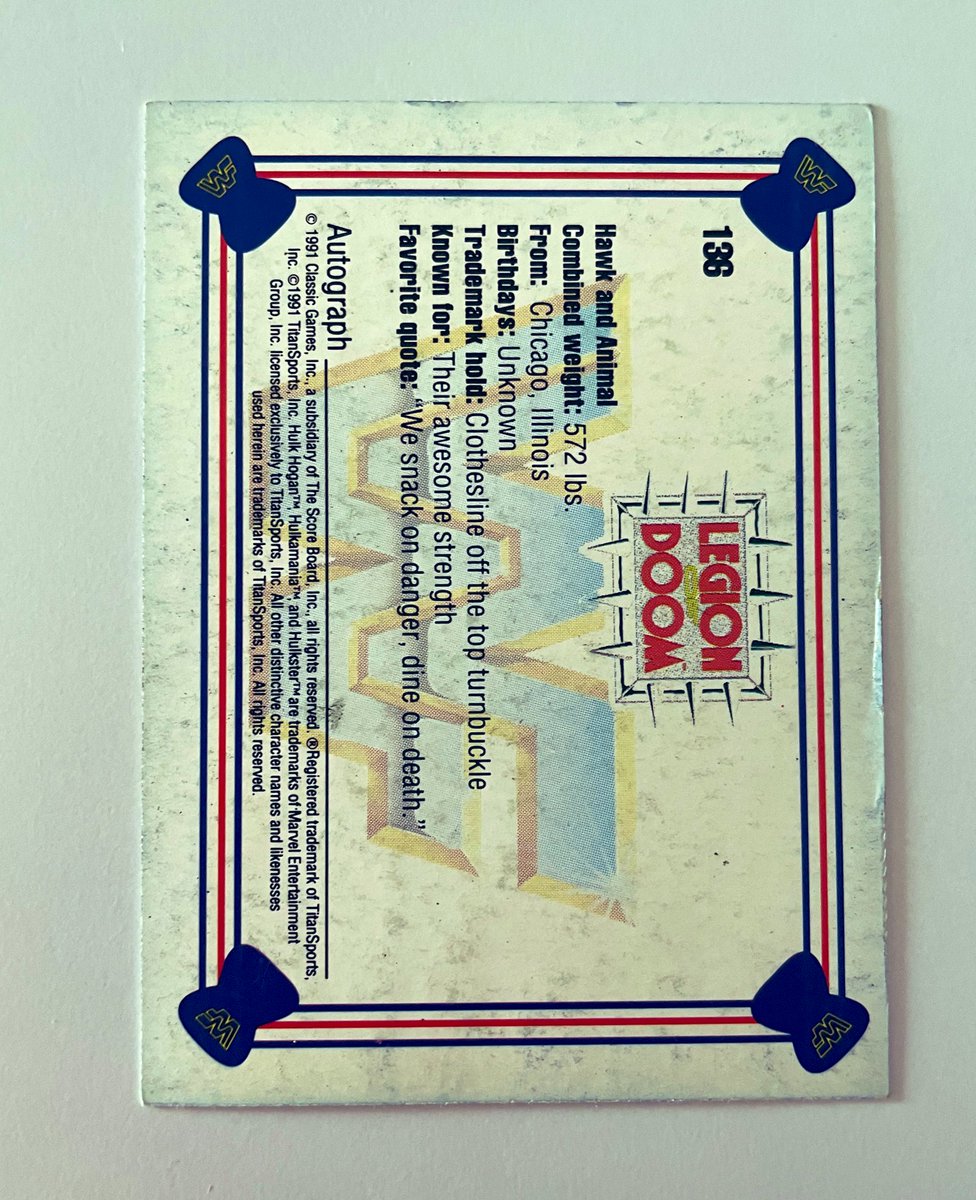 136
LEGION
OF
DOOM™
Hawk and Animal
Combined weight: 572 lbs.
From: Chicago, Illinois
Birthdays: Unknown
Trademark hold: Clothesline off the top turnbuckle
Known for: Their awesome strength
Favorite quote: "We snack on danger, dine on death."
Autograph
© 1991 Classic Games, Inc., a subsidiary of The Score Board, Inc., all rights reserved. ®Registered trademark of TitanSports,
Inc. ©1991 TitanSports, Inc. Hulk Hogan™, Hulkamania™, and Hulkster™ are trademarks of Marvel Entertainment
Group, Inc. licensed exclusively to TitanSports, Inc. All other distinctive character names and likenesses
used herein are trademarks of TitanSports, Inc. All rights reserved.